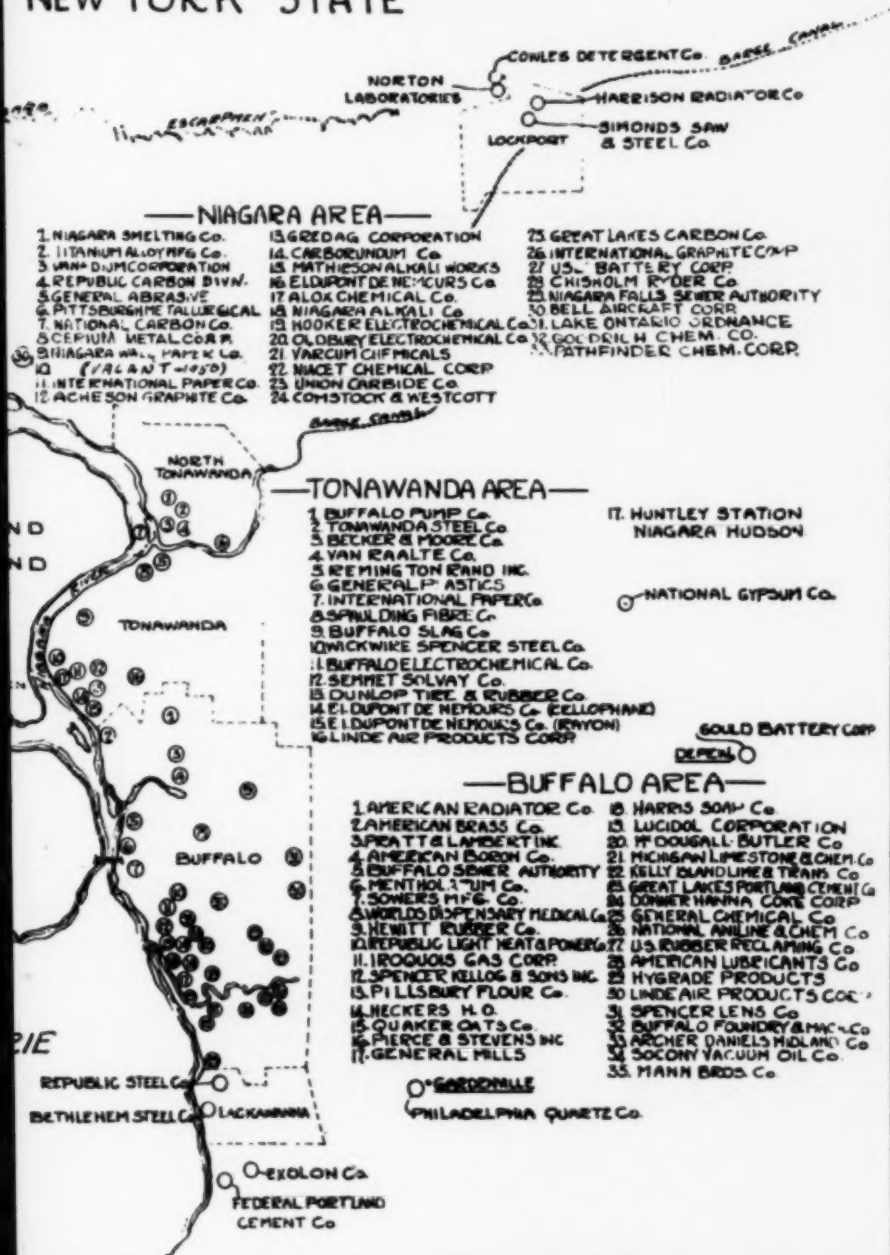 NEW YORK STATE
COWLES DETERGENT Co.
BARGE CANAL
NORTON
LABORATORIES
HARRISON RADIATOR Co
ESCARPMENT
SIMONDS SAW
& STEEL Co.
LOCKPORT
NIAGARA AREA
1. NIAGARA SMELTING Co.
2. TITANIUM ALLOY MFG Co.
3. VANADIUM CORPORATION
4. REPUBLIC CARBON DIVN.
5. GENERAL ABRASIVE
6. PITTSBURGH METALLURGICAL
7. NATIONAL CARBON Co.
8. CERIUM METAL CORP.
9. NIAGARA WALL PAPER Co.
10. (VACANT-1950)
11. INTERNATIONAL PAPER Co.
12. ACHESON GRAPHITE Co.
13. GREDAG CORPORATION
14. CARBORUNDUM Co
15. MATHIESON ALKALI WORKS
16. E.I. DUPONT DE NEMOURS Co
17. ALOX CHEMICAL Co.
18. NIAGARA ALKALI Co
19. HOOKER ELECTROCHEMICAL Co
20. OLDBURY ELECTROCHEMICAL Co
21. VARCUM CHEMICALS
22. NIACET CHEMICAL CORP
23. UNION CARBIDE Co.
24. COMSTOCK & WESTCOTT
25. GREAT LAKES CARBON Co.
26. INTERNATIONAL GRAPHITE CORP
27. U.S.L. BATTERY CORP.
28. CHISHOLM RYDER Co.
29. NIAGARA FALLS SEWER AUTHORITY
30. BELL AIRCRAFT CORP.
31. LAKE ONTARIO ORDNANCE
32. CHEM. CO.
33. PATHFINDER CHEM. CORP.
BARGE CANAL
NORTH
TONAWANDA
TONAWANDA AREA
1. BUFFALO PUMP Co.
2. TONAWANDA STEEL Co
3. BECKER & MOORE Co.
4. VAN RAALTE Co.
5. REMINGTON RAND INC.
6. GENERAL PLASTICS
7. INTERNATIONAL PAPER Co
8. SPAULDING FIBRE Co
9. BUFFALO SLAG Co
10. WICKWIRE SPENCER STEEL Co
11. BUFFALO ELECTROCHEMICAL Co
12. SEMMET SOLVAY Co.
13. DUNLOP TIRE & RUBBER Co.
14. E.I. DUPONT DE NEMOURS Co (CELLOPHANE)
15. E.I. DUPONT DE NEMOURS Co. (RAYON)
16. LINDE AIR PRODUCTS CORP
17. HUNTLEY STATION
NIAGARA HUDSON
NATIONAL GYPSUM Co.
NIAGARA RIVER
TONAWANDA
GOULD BATTERY CORP
DEPEW
BUFFALO AREA
1. AMERICAN RADIATOR Co.
2. AMERICAN BRASS Co.
3. PRATT & LAMBERT INC.
4. AMERICAN BORON Co.
5. BUFFALO SEWER AUTHORITY
6. MENTHOLATUM Co.
7. SOWERS MFG. Co.
8. WORLDS DISPENSARY MEDICAL Co
9. HEWITT RUBBER Co.
10. REPUBLIC LIGHT HEAT & POWER Co
11. IROQUOIS GAS CORP.
12. SPENCER KELLOG & SONS INC
13. PILLSBURY FLOUR Co.
14. HECKERS H.O.
15. QUAKER OATS Co.
16. PIERCE & STEVENS INC
17. GENERAL MILLS
18. HARRIS SOAP Co.
19. LUCIDOL CORPORATION
20. McDOUGALL-BUTLER Co
21. MICHIGAN LIMESTONE & CHEM. Co
22. KELLY ISLAND LIME & TRANS Co
23. GREAT LAKES PORTLAND CEMENT Co
24. DONNER HANNA COKE CORP
25. GENERAL CHEMICAL Co
26. NATIONAL ANILINE & CHEM Co
27. U.S. RUBBER RECLAMING Co
28. AMERICAN LUBRICANTS Co
29. HYGRADE PRODUCTS
30. LINDE AIR PRODUCTS CORP
31. SPENCER LENS Co
32. BUFFALO FOUNDRY & MACH. Co
33. ARCHER DANIELS MIDLAND Co
34. SOCONY VACUUM OIL Co.
35. MANN BROS. Co
BUFFALO
IE
REPUBLIC STEEL Co
BETHLEHEM STEEL Co
LACKAWANNA
GARDENVILLE
PHILADELPHIA QUARTZ Co.
EXOLON Co
FEDERAL PORTLAND
CEMENT Co